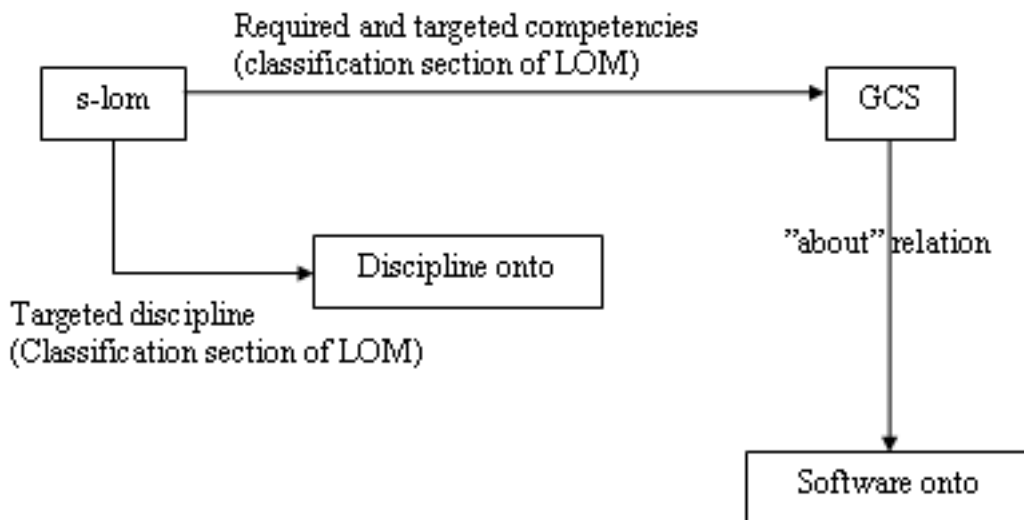 Required and targeted competencies
(classification section of LOM)
s-lom
GCS
”about” relation
Discipline onto
Targeted discipline
(Classification section of LOM)
Software onto